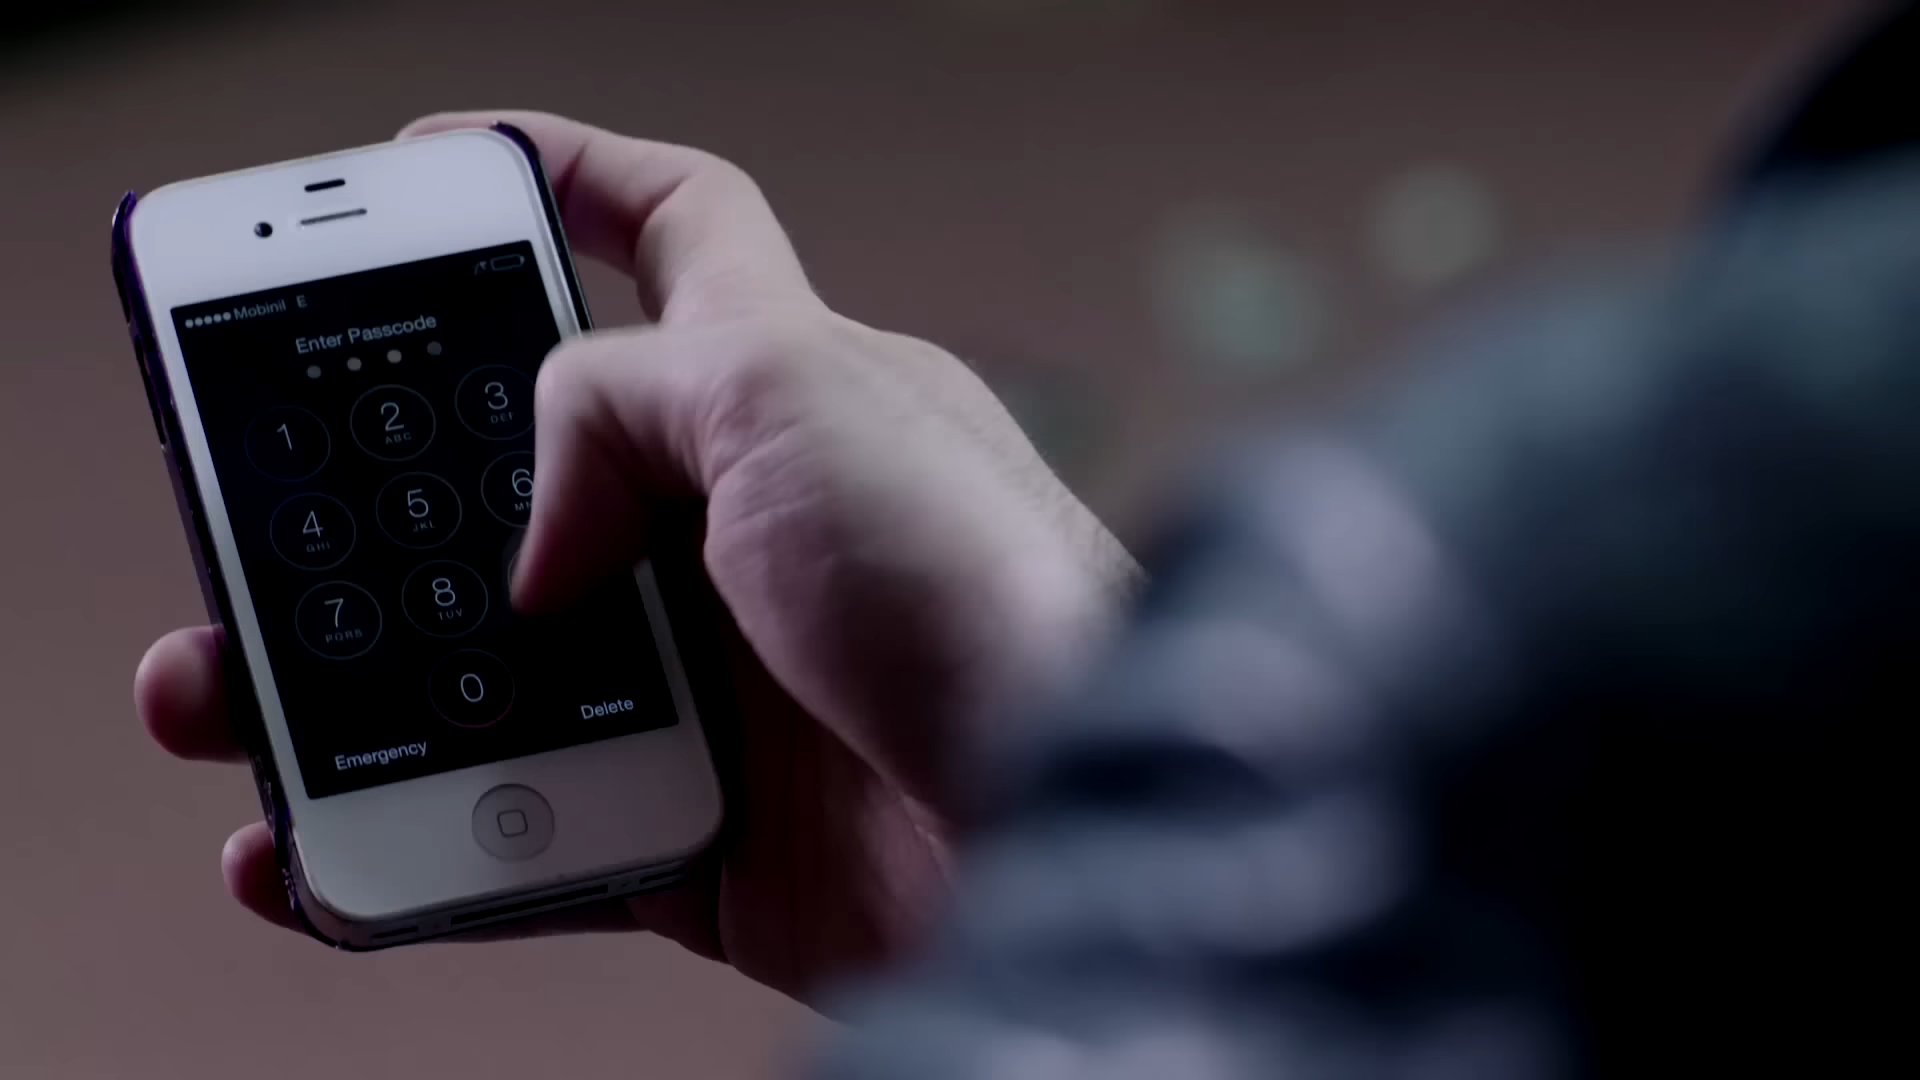 Mobinil E
Enter Passcode
1 2 3
ABC DEF
4 5 6
GHI JKL MN
7 8
PQRS TUV
0
Emergency Delete